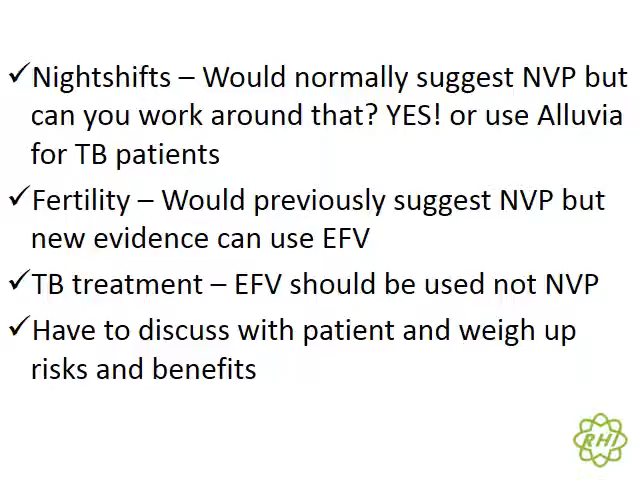 ✓Nightshifts – Would normally suggest NVP but
can you work around that? YES! or use Alluvia
for TB patients
✓Fertility – Would previously suggest NVP but
new evidence can use EFV
✓TB treatment – EFV should be used not NVP
✓Have to discuss with patient and weigh up
risks and benefits
RHI